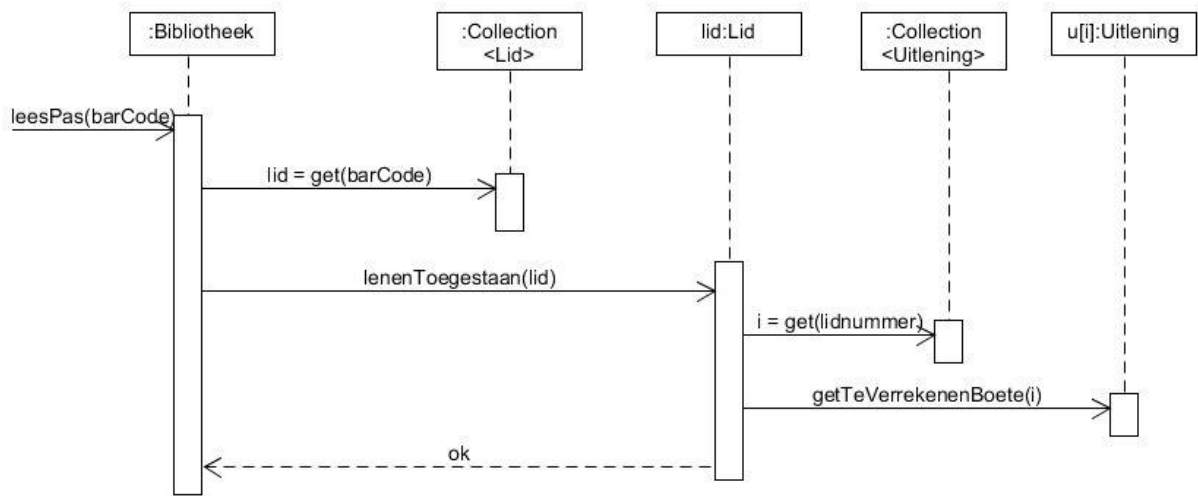 :Bibliotheek
:Collection
<Lid>
lid:Lid
:Collection
<Uitlening>
u[i]:Uitlening
leesPas(barCode)
lid = get(barCode)
lenenToegestaan(lid)
i = get(lidnummer)
getTeVerrekenenBoete(i)
ok